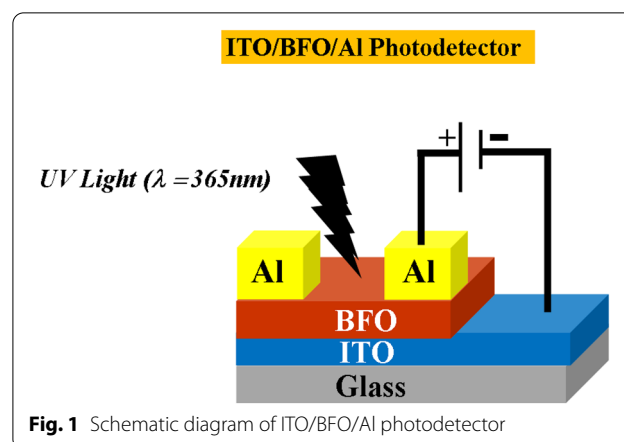 ITO/BFO/Al Photodetector
+ -
UV Light (λ = 365nm)
Al Al
BFO
ITO
Glass
Fig. 1 Schematic diagram of ITO/BFO/Al photodetector